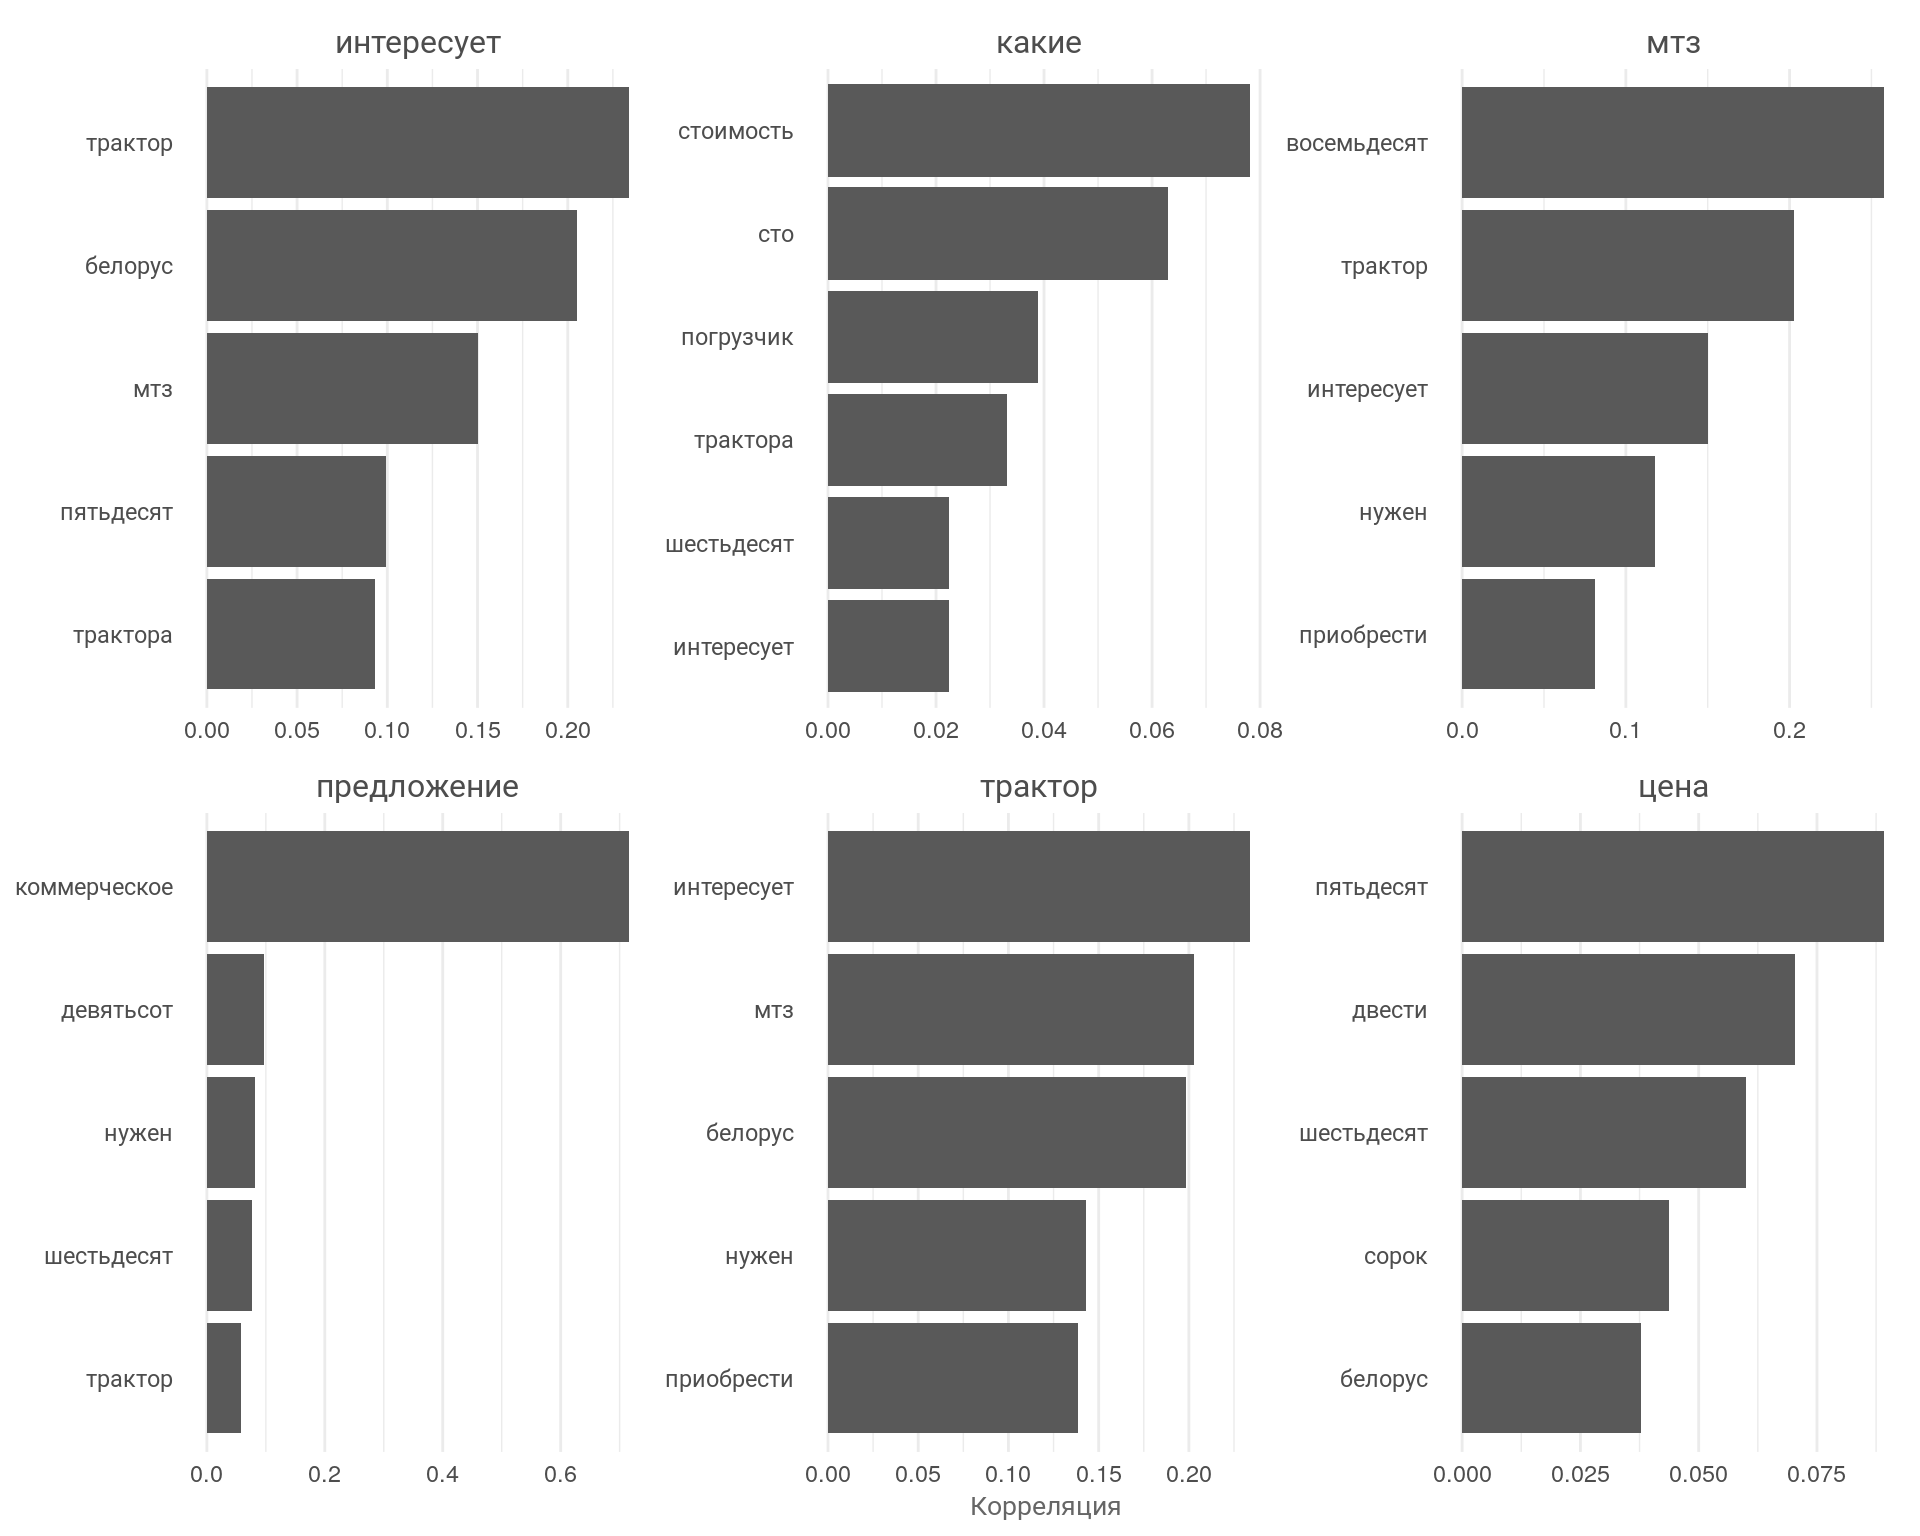 интересует
трактор
белорус
мтз
пятьдесят
трактора
0.00 0.05 0.10 0.15 0.20
какие
стоимость
сто
погрузчик
трактора
шестьдесят
интересует
0.00 0.02 0.04 0.06 0.08
мтз
восемьдесят
трактор
интересует
нужен
приобрести
0.0 0.1 0.2
предложение
коммерческое
девятьсот
нужен
шестьдесят
трактор
0.0 0.2 0.4 0.6
трактор
интересует
мтз
белорус
нужен
приобрести
0.00 0.05 0.10 0.15 0.20
цена
пятьдесят
двести
шестьдесят
сорок
белорус
0.000 0.025 0.050 0.075
Корреляция